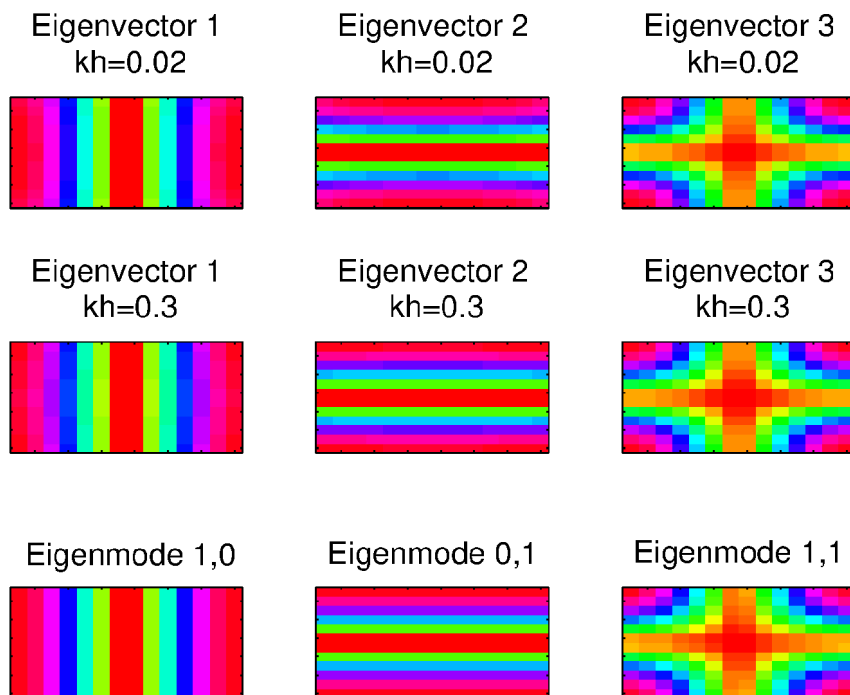 Eigenvector 1
kh=0.02
Eigenvector 2
kh=0.02
Eigenvector 3
kh=0.02
Eigenvector 1
kh=0.3
Eigenvector 2
kh=0.3
Eigenvector 3
kh=0.3
Eigenmode 1,0
Eigenmode 0,1
Eigenmode 1,1